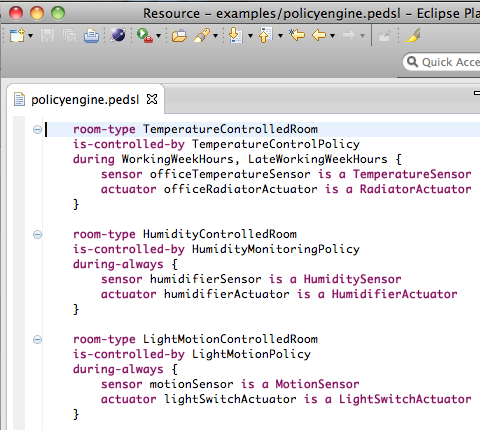 Resource - examples/policyengine.pedsl - Eclipse Pla
Quick Acces
policyengine.pedsl
room-type TemperatureControlledRoom
is-controlled-by TemperatureControlPolicy
during WorkingWeekHours, LateWorkingWeekHours {
sensor officeTemperatureSensor is a TemperatureSensor
actuator officeRadiatorActuator is a RadiatorActuator
}
room-type HumidityControlledRoom
is-controlled-by HumidityMonitoringPolicy
during-always {
sensor humidifierSensor is a HumiditySensor
actuator humidifierActuator is a HumidifierActuator
}
room-type LightMotionControlledRoom
is-controlled-by LightMotionPolicy
during-always {
sensor motionSensor is a MotionSensor
actuator lightSwitchActuator is a LightSwitchActuator
}